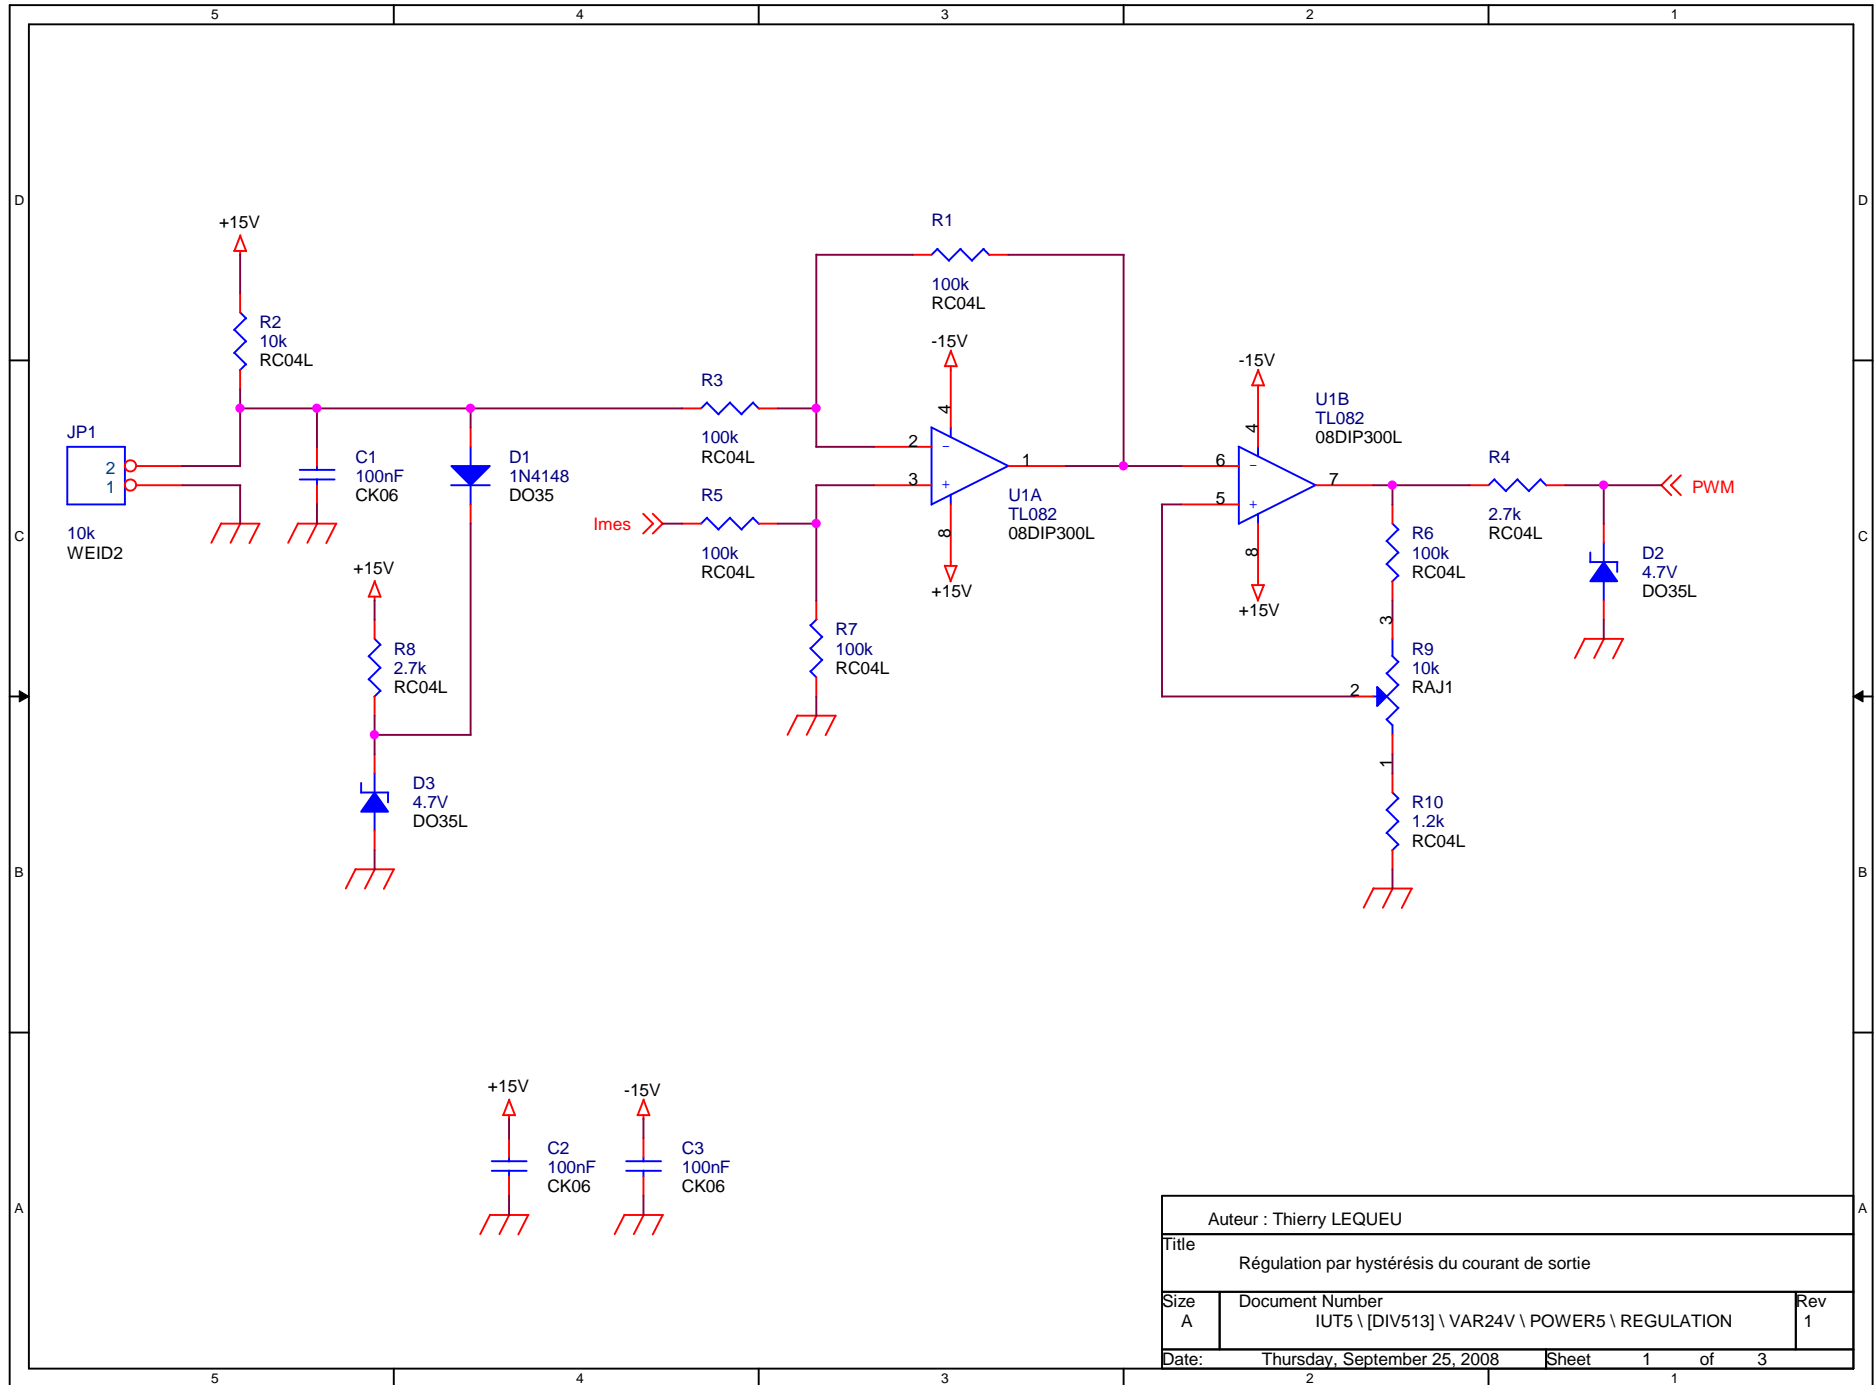 5 4 3 2 1
D D
C C
B B
A A
+15V
R2
10k
RC04L
JP1
2
1
10k
WEID2
C1
100nF
CK06
D1
1N4148
DO35
+15V
R8
2.7k
RC04L
D3
4.7V
DO35L
R1
100k
RC04L
R3
100k
RC04L
Imes
R5
100k
RC04L
R7
100k
RC04L
-15V
4
2
3
1
8
+15V
- +
U1A
TL082
08DIP300L
-15V
4
6
5
7
8
+15V
- +
U1B
TL082
08DIP300L
R4
2.7k
RC04L
PWM
R6
100k
RC04L
3
2
1
R9
10k
RAJ1
R10
1.2k
RC04L
D2
4.7V
DO35L
+15V
C2
100nF
CK06
-15V
C3
100nF
CK06
Auteur : Thierry LEQUEU
Title
Régulation par hystérésis du courant de sortie
Size Document Number Rev
A IUT5 \ [DIV513] \ VAR24V \ POWER5 \ REGULATION 1
Date: Thursday, September 25, 2008 Sheet 1 of 3
5 4 3 2 1